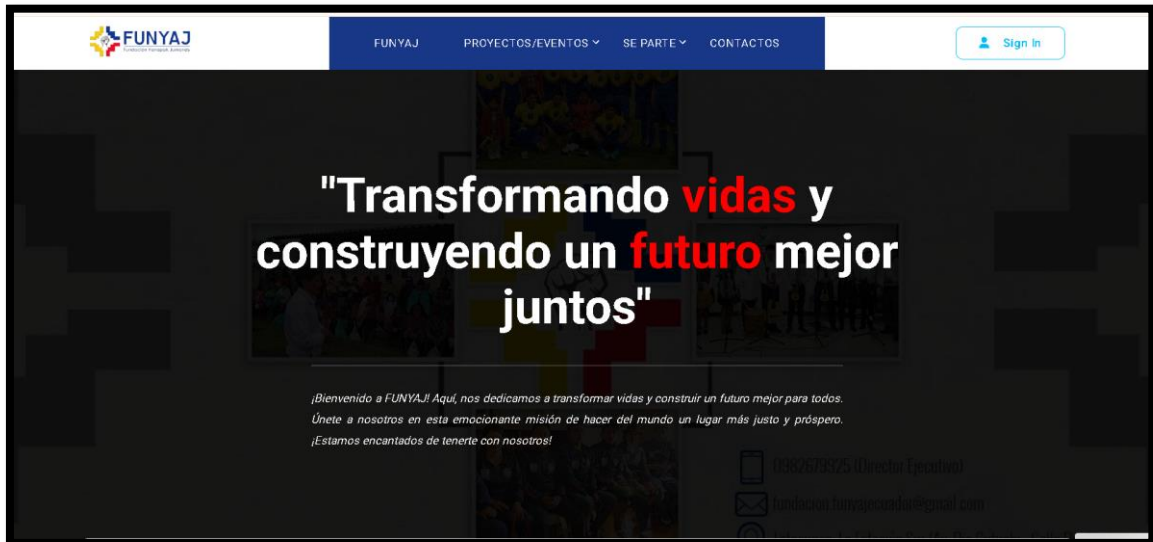 FUNYAJ
FUNYAJ
PROYECTOS/EVENTOS
SE PARTE
CONTACTOS
Sign In
"Transformando vidas y
construyendo un futuro mejor
juntos"
¡Bienvenido a FUNYAJ! Aquí, nos dedicamos a transformar vidas y construir un futuro mejor para todos.
Únete a nosotros en esta emocionante misión de hacer del mundo un lugar más justo y próspero.
¡Estamos encantados de tenerte con nosotros!
(Director Ejecutivo)